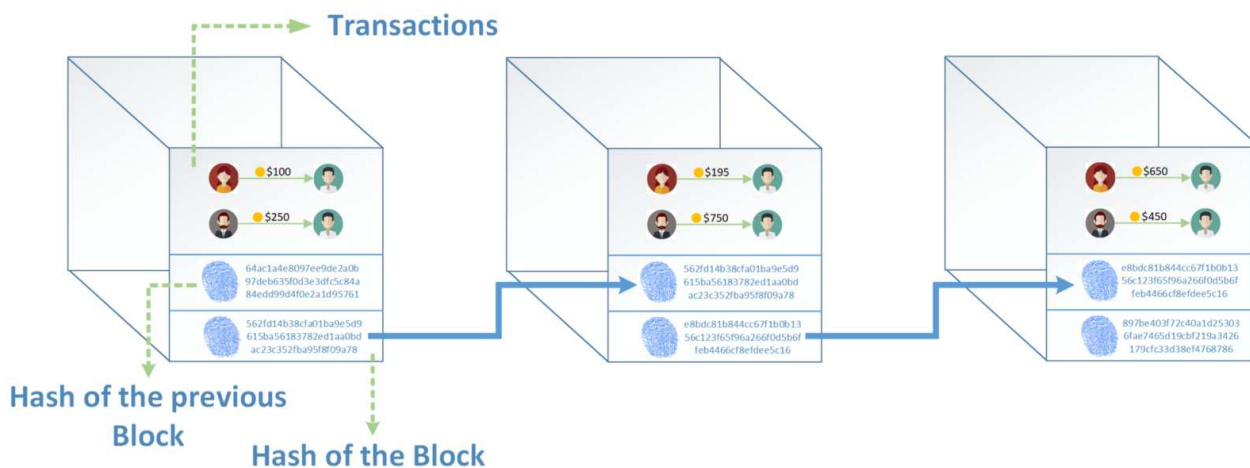 Transactions
$100
$250
64ac1a4e8097ee9de2a0b
97deb635f0d3e3dfc5c84a
84edd99d4f0e2a1d95761
562fd14b38cfa01ba9e5d9
615ba56183782ed1aa0bd
ac23c352fba95f8f09a78
$195
$750
562fd14b38cfa01ba9e5d9
615ba56183782ed1aa0bd
ac23c352fba95f8f09a78
e8bdc81b844cc67f1b0b13
56c123f65f96a266f0d5b6f
feb4466cf8efdee5c16
$650
$450
e8bdc81b844cc67f1b0b13
56c123f65f96a266f0d5b6f
feb4466cf8efdee5c16
897be403f72c40a1d25303
6fae7465d19cbf219a3426
179cfc33d38ef4768786
Hash of the previous
Block
Hash of the Block